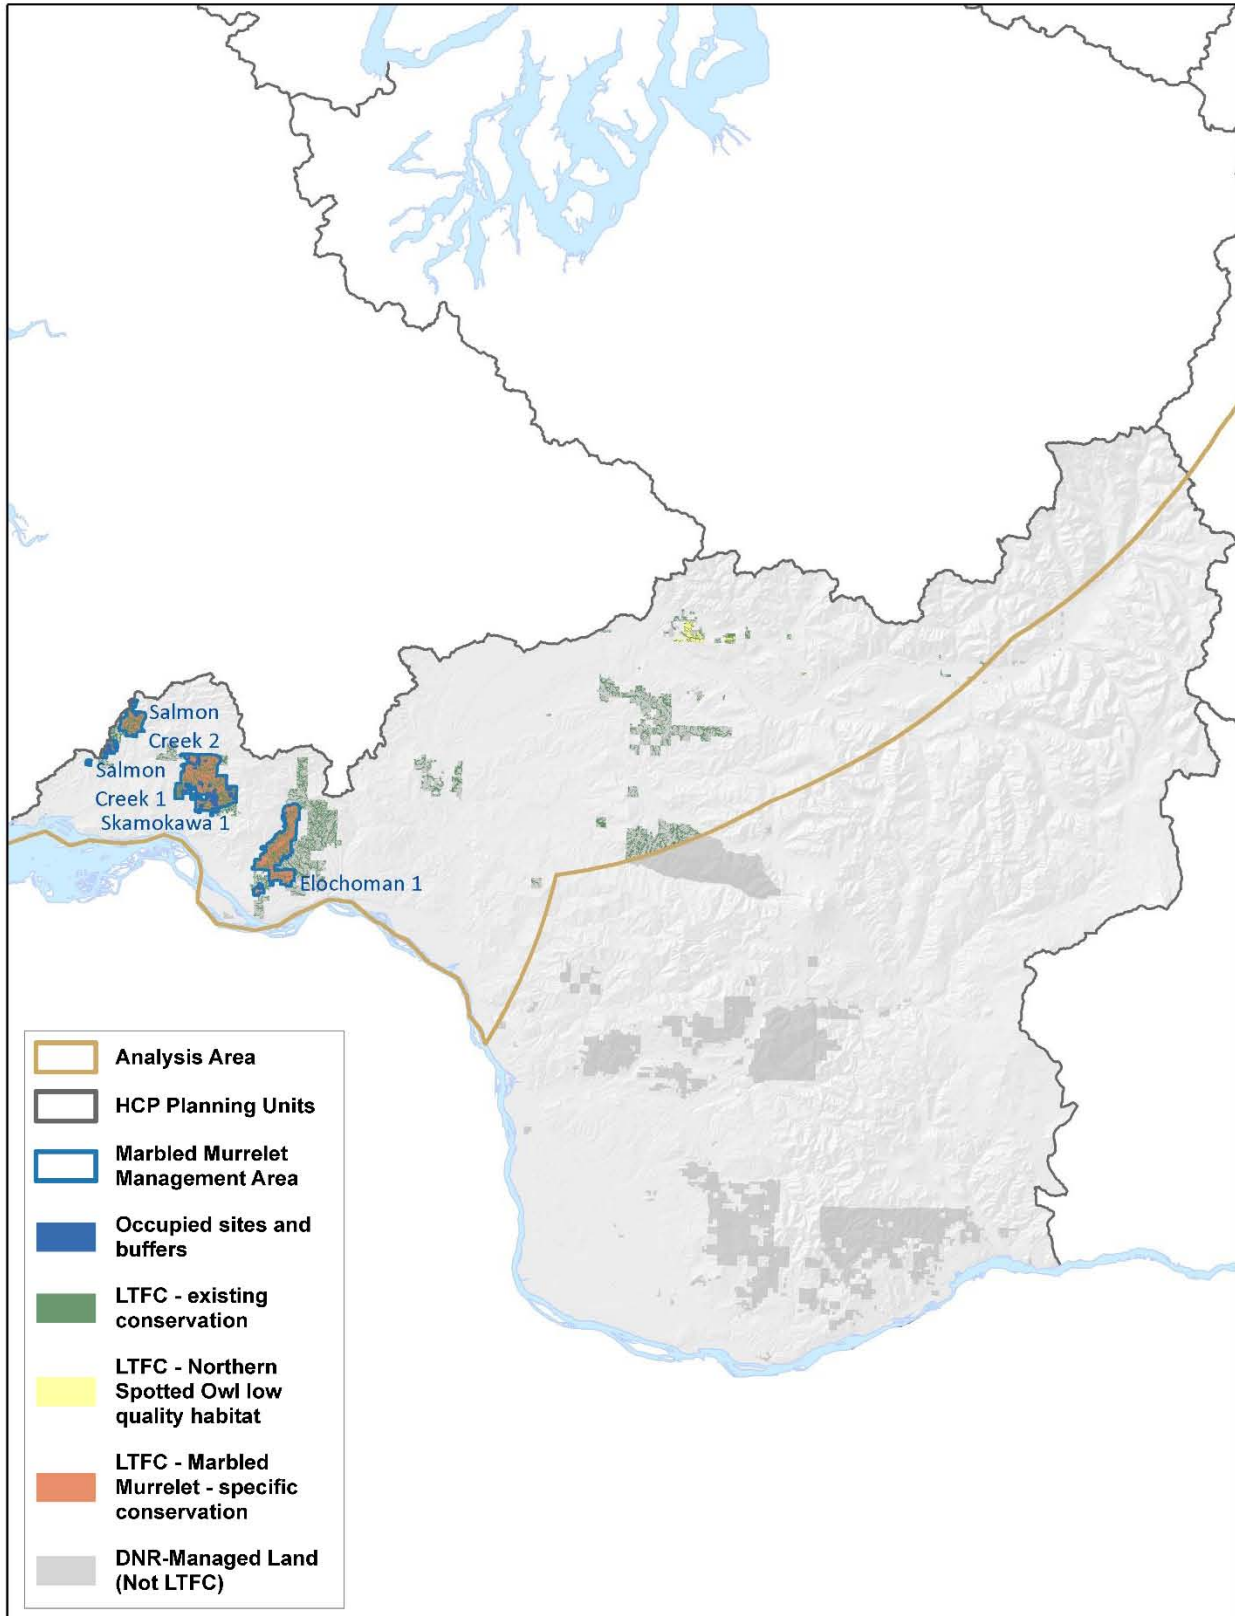 Salmon
Creek 2
Salmon
Creek 1
Skamokawa 1
Elochoman 1
Analysis Area
HCP Planning Units
Marbled Murrelet
Management Area
Occupied sites and
buffers
LTFC - existing
conservation
LTFC - Northern
Spotted Owl low
quality habitat
LTFC - Marbled
Murrelet - specific
conservation
DNR-Managed Land
(Not LTFC)